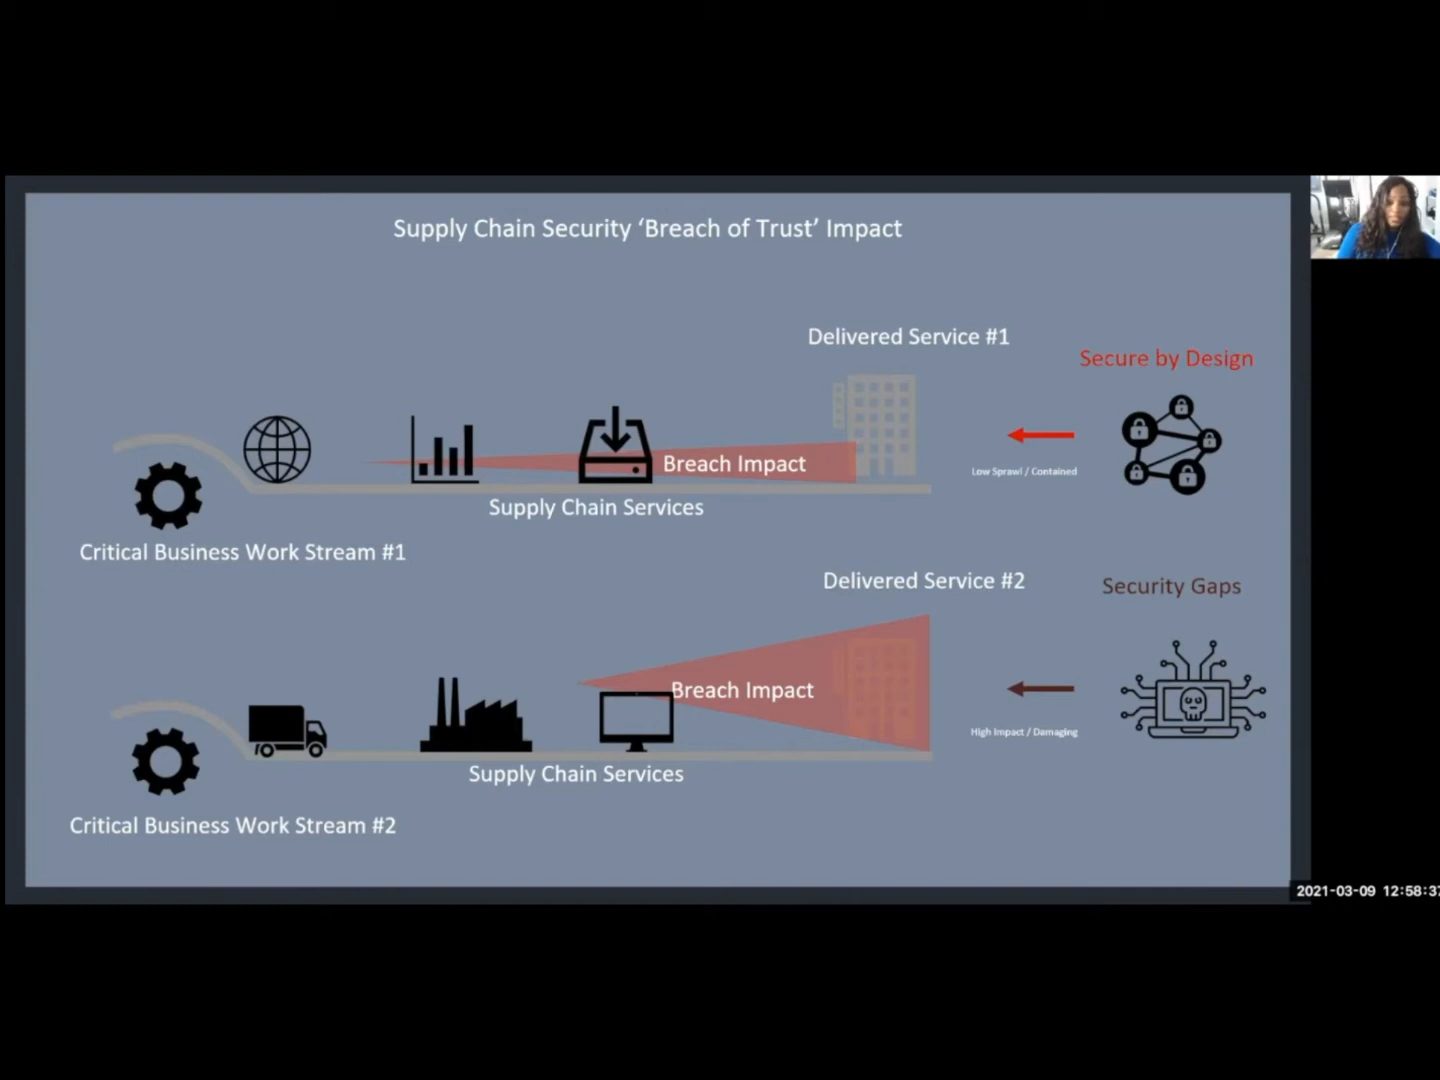 Supply Chain Security ‘Breach of Trust’ Impact
Delivered Service #1
Secure by Design
Breach Impact
Low Sprawl / Contained
Supply Chain Services
Critical Business Work Stream #1
Delivered Service #2
Security Gaps
Breach Impact
High Impact / Damaging
Supply Chain Services
Critical Business Work Stream #2
2021-03-09 12:58:37